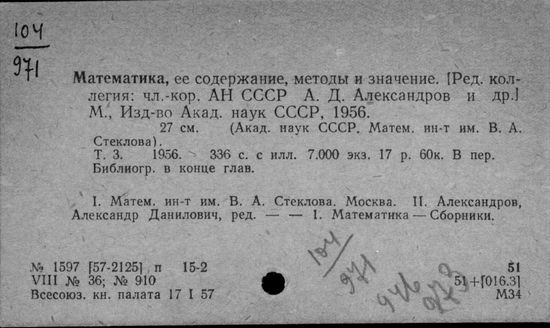 104
971
Математика, ее содержание, методы и значение. [Ред. кол-
легия: чл.-кор. АН СССР А. Д. Александров и др.]
М., Изд-во Акад. наук СССР, 1956.
27 см. (Акад. наук СССР. Матем. ин-т им. В. А.
Стеклова).
Т. 3. 1956. 336 с. с илл. 7.000 экз. 17 р. 60к. В пер.
Библиогр. в конце глав.
I. Матем. ин-т им. В. А. Стеклова. Москва. II. Александров,
Александр Данилович, ред. — — I. Математика — Сборники.
104
971
№ 1597 [57-2125] п 15-2 51
VIII № 36; № 910 51+[016.3]
Всесоюз. кн. палата 17 I 57 М34